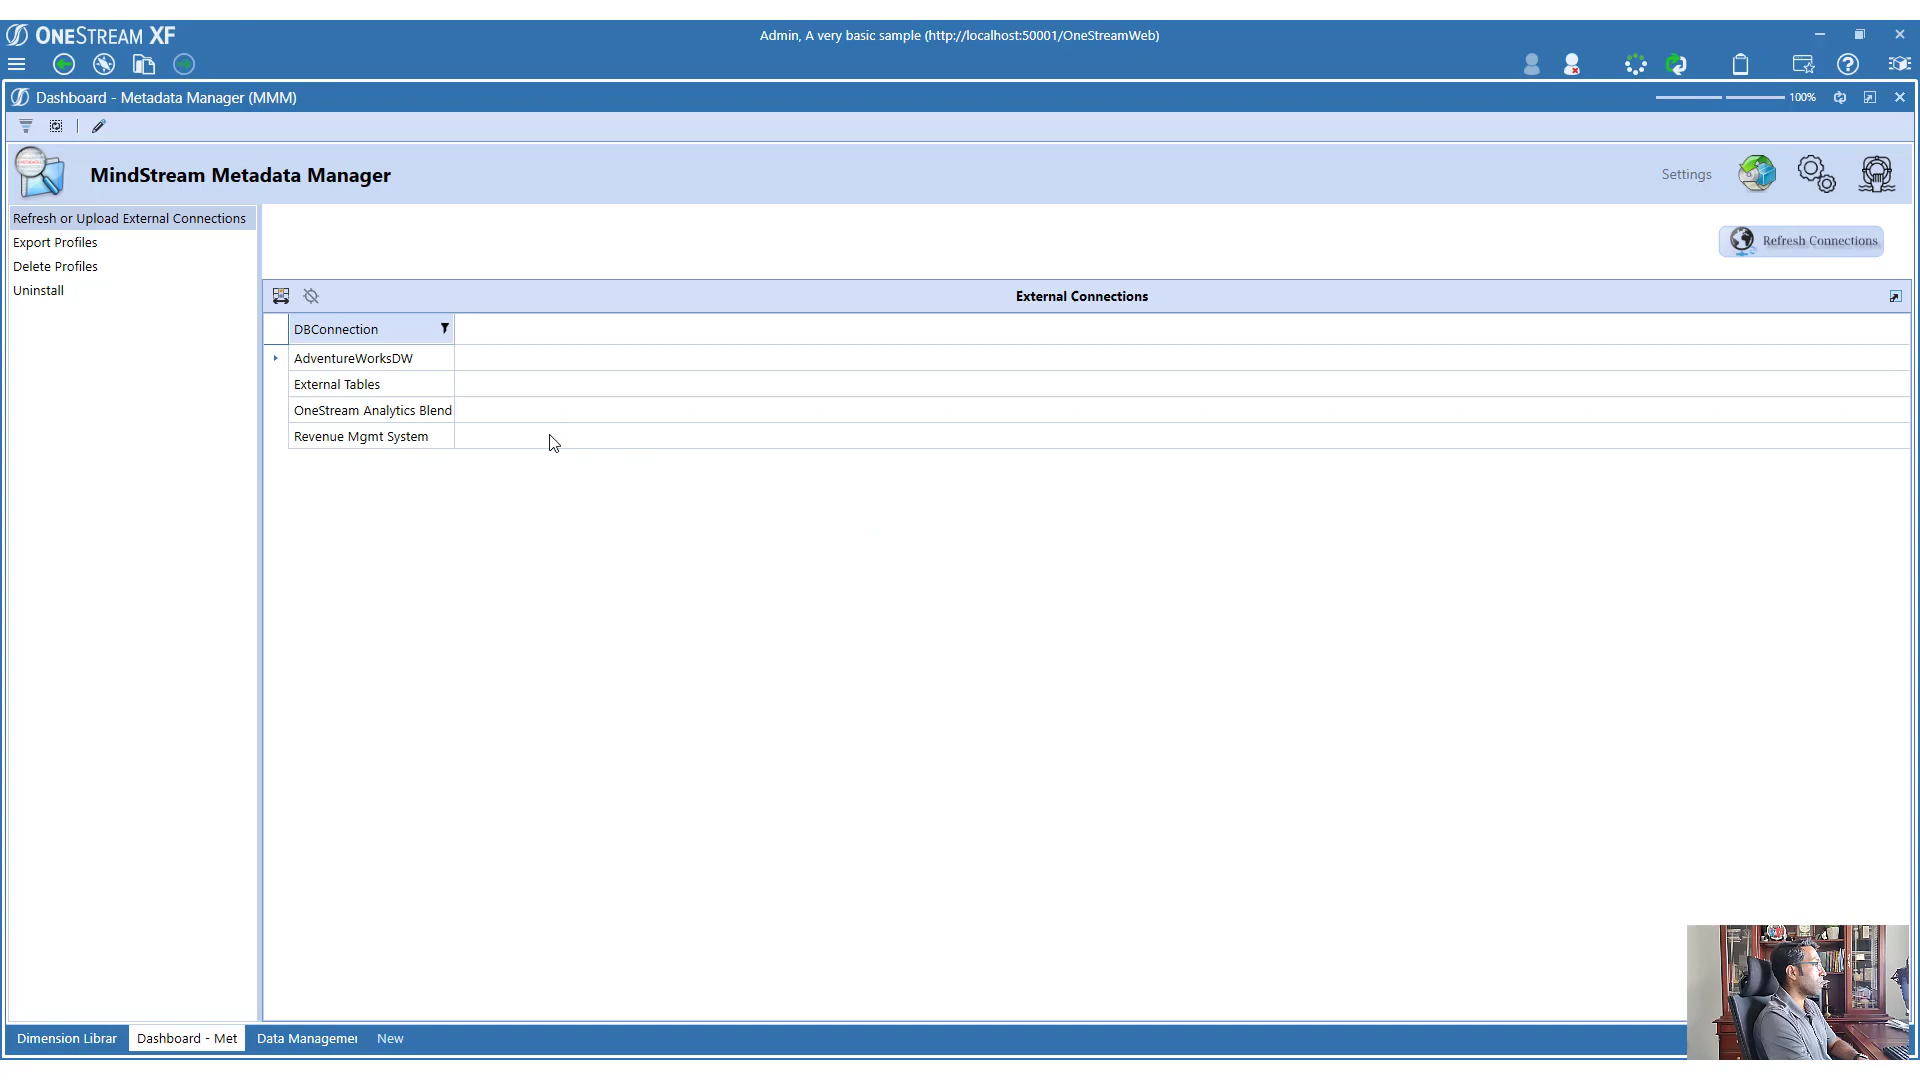 ONESTREAM XF
Admin, A very basic sample (http://localhost:50001/OneStreamWeb)
Dashboard - Metadata Manager (MMM)
100%
MindStream Metadata Manager
Settings
Refresh or Upload External Connections
Export Profiles
Delete Profiles
Uninstall
Refresh Connections
External Connections
DBConnection
AdventureWorksDW
External Tables
OneStream Analytics Blend
Revenue Mgmt System
Dimension Librar
Dashboard - Met
Data Managemer
New